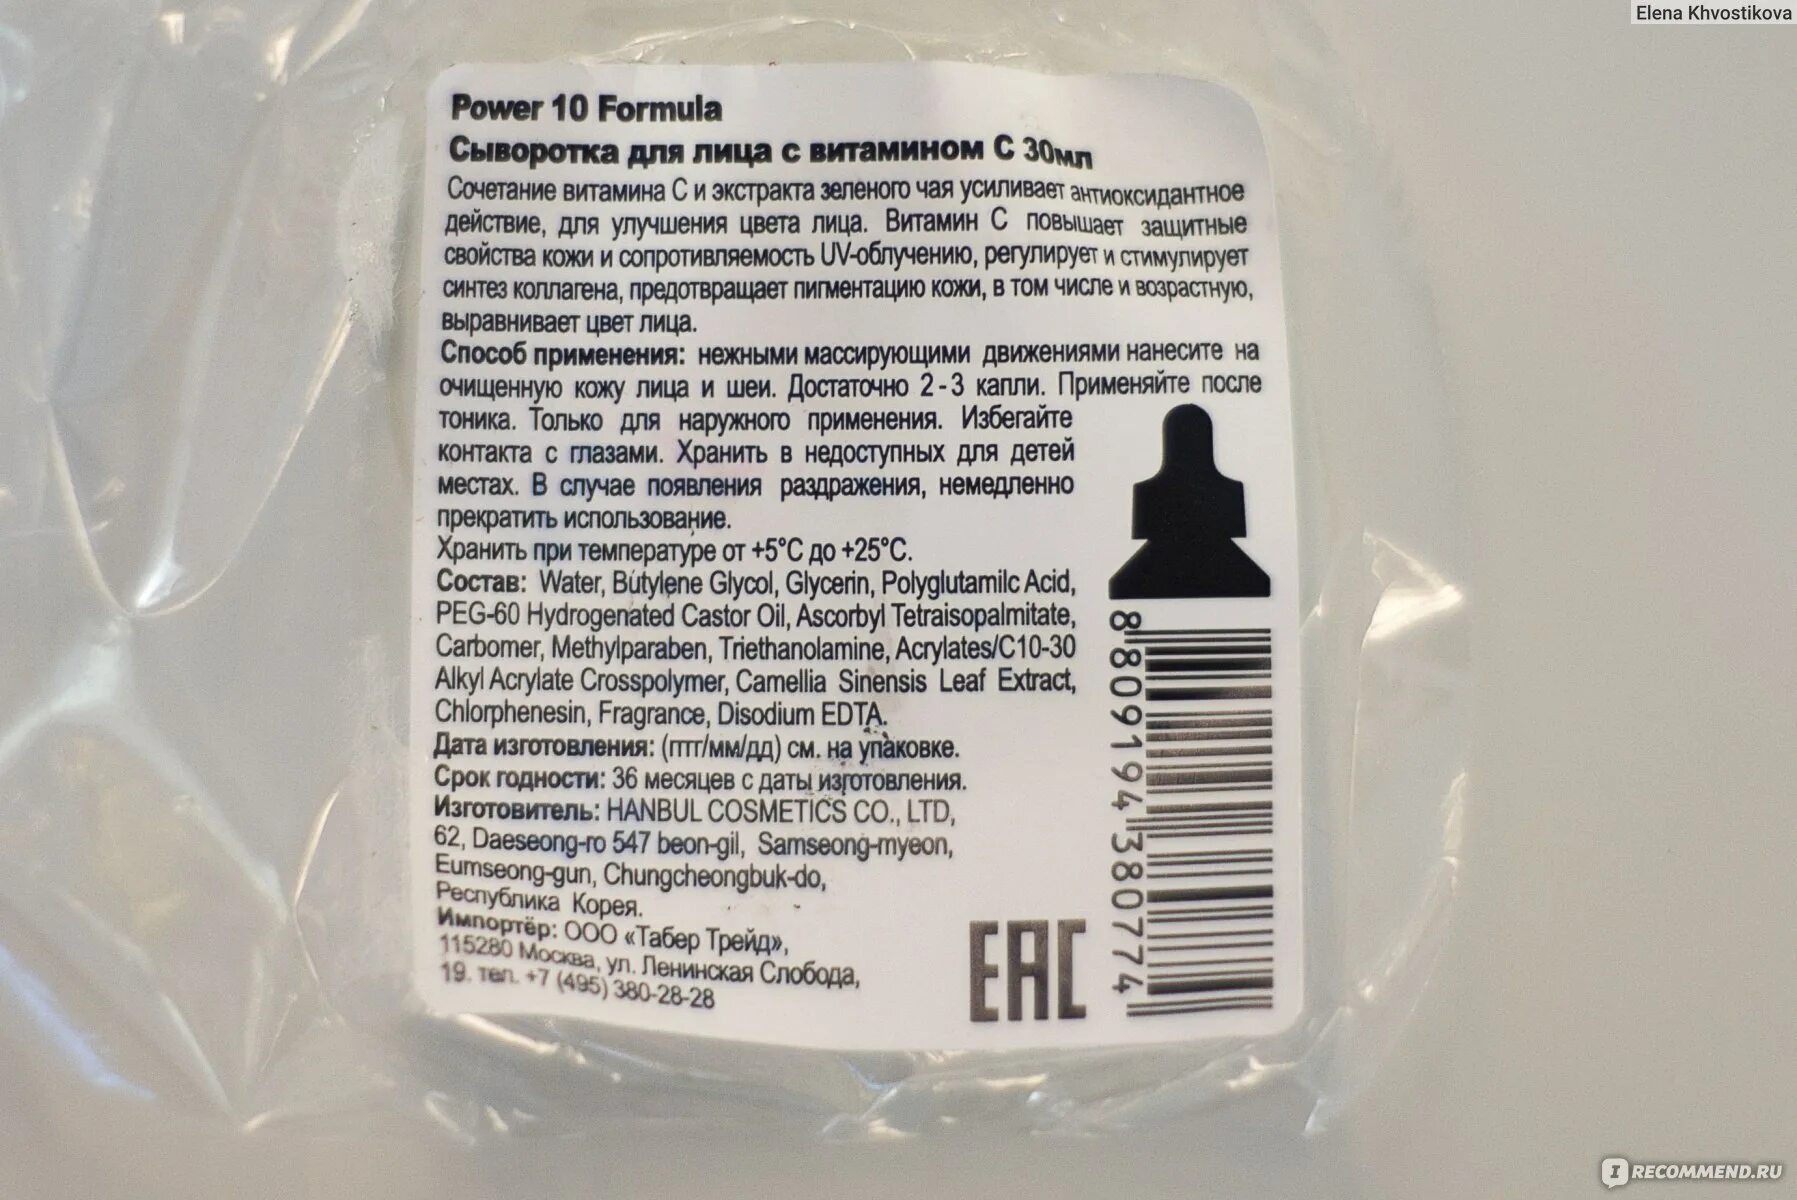 Elena Khvostikova
Power 10 Formula
Сыворотка для лица с витамином С 30мл
Сочетание витамина С и экстракта зеленого чая усиливает антиоксидантное
действие, для улучшения цвета лица. Витамин С повышает защитные
свойства кожи и сопротивляемость UV-облучению, регулирует и стимулирует
синтез коллагена, предотвращает пигментацию кожи, в том числе и возрастную,
выравнивает цвет лица.
Способ применения: нежными массирующими движениями нанесите на
очищенную кожу лица и шеи. Достаточно 2-3 капли. Применяйте после
тоника. Только для наружного применения. Избегайте
контакта с глазами. Хранить в недоступных для детей
местах. В случае появления раздражения, немедленно
прекратить использование.
Хранить при температуре от +5°С до +25°С.
Состав: Water, Butylene Glycol, Glycerin, Polyglutamilc Acid,
PEG-60 Hydrogenated Castor Oil, Ascorbyl Tetraisopalmitate,
Carbomer, Methylparaben, Triethanolamine, Acrylates/C10-30
Alkyl Acrylate Crosspolymer, Camellia Sinensis Leaf Extract,
Chlorphenesin, Fragrance, Disodium EDTA.
Дата изготовления: (гггг/мм/дд) см. на упаковке.
Срок годности: 36 месяцев с даты изготовления.
Изготовитель: HANBUL COSMETICS CO., LTD,
62, Daeseong-ro 547 beon-gil, Samseong-myeon,
Eumseong-gun, Chungcheongbuk-do,
Республика Корея.
Импортёр: ООО «Табер Трейд»,
115280 Москва, ул. Ленинская Слобода,
19. тел. +7 (495) 380-28-28
EAC
8809194380774
IRECOMMEND.RU